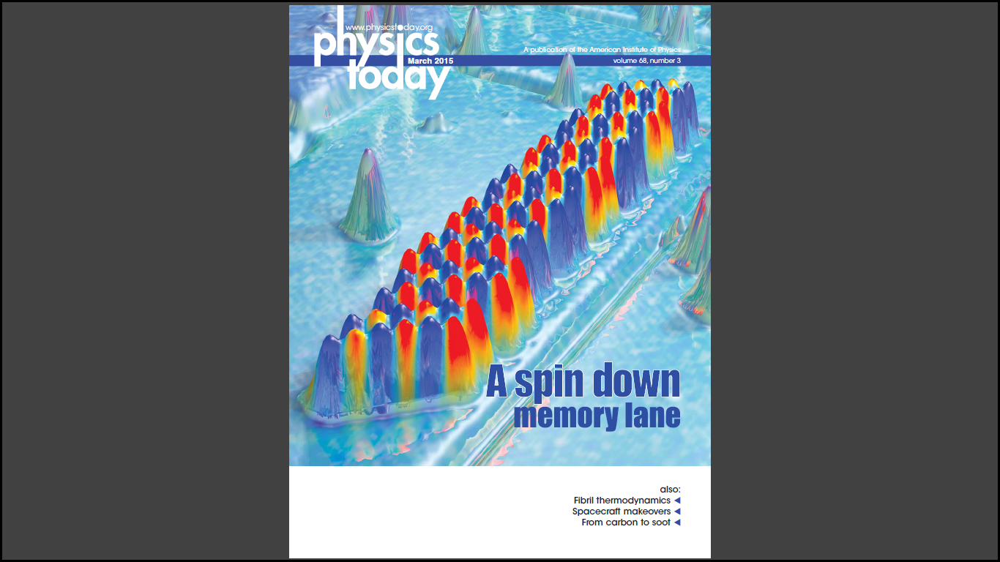 www.physicstoday.org
physics
A publication of the American Institute of Physics
March 2015
volume 68, number 3
today
A spin down
memory lane
also:
Fibril thermodynamics
Spacecraft makeovers
From carbon to soot